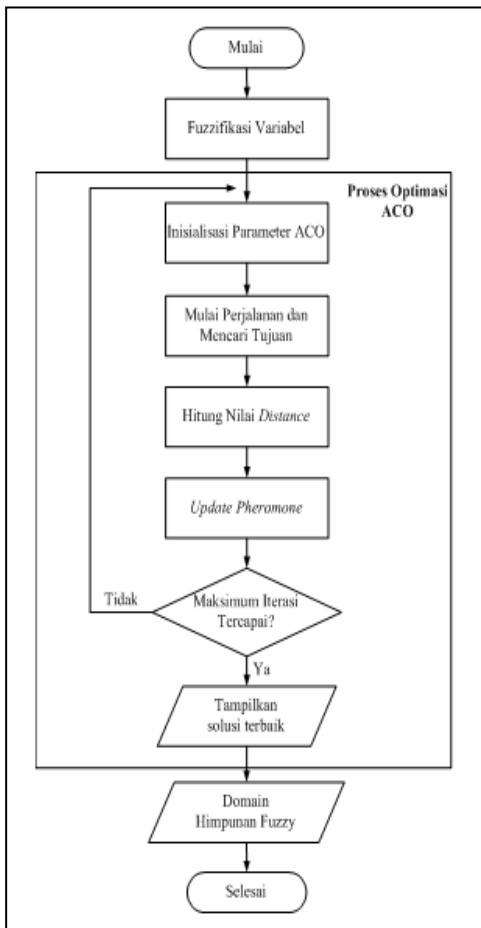 Mulai
Fuzzifikasi Variabel
Proses Optimasi
ACO
Inisialisasi Parameter ACO
Mulai Perjalanan dan
Mencari Tujuan
Hitung Nilai Distance
Update Pheromone
Tidak
Maksimum Iterasi
Tercapai?
Ya
Tampilkan
solusi terbaik
Domain
Himpunan Fuzzy
Selesai